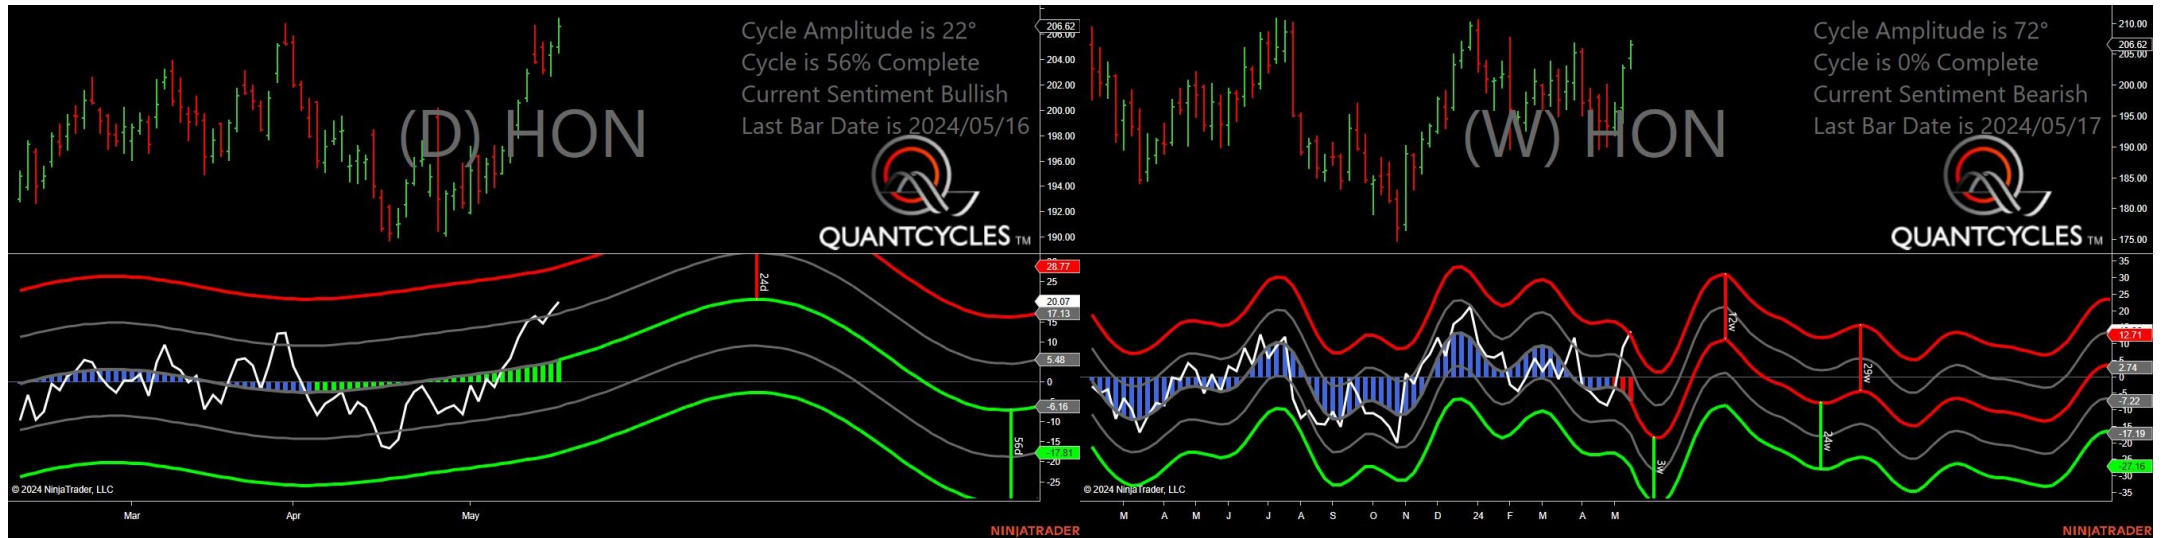 Cycle Amplitude is 22°
Cycle is 56% Complete
Current Sentiment Bullish
Last Bar Date is 2024/05/16
(D) HON
QUANTCYCLES TM
206.62
206.00
204.00
202.00
200.00
198.00
196.00
194.00
192.00
190.00
24d
56d
28.77
25
20.07
17.13
15
10
5.48
0
-6.16
-10
-15
-17.81
-20
-25
© 2024 NinjaTrader, LLC
Mar Apr May
NINJATRADER
Cycle Amplitude is 72°
Cycle is 0% Complete
Current Sentiment Bearish
Last Bar Date is 2024/05/17
(W) HON
QUANTCYCLES TM
210.00
206.62
205.00
200.00
195.00
190.00
185.00
180.00
175.00
12w
29w
24w
3w
35
30
25
20
15
12.71
5
2.74
0
-7.22
-10
-17.19
-20
-27.16
-30
-35
© 2024 NinjaTrader, LLC
M A M J J A S O N D 24 F M A M
NINJATRADER